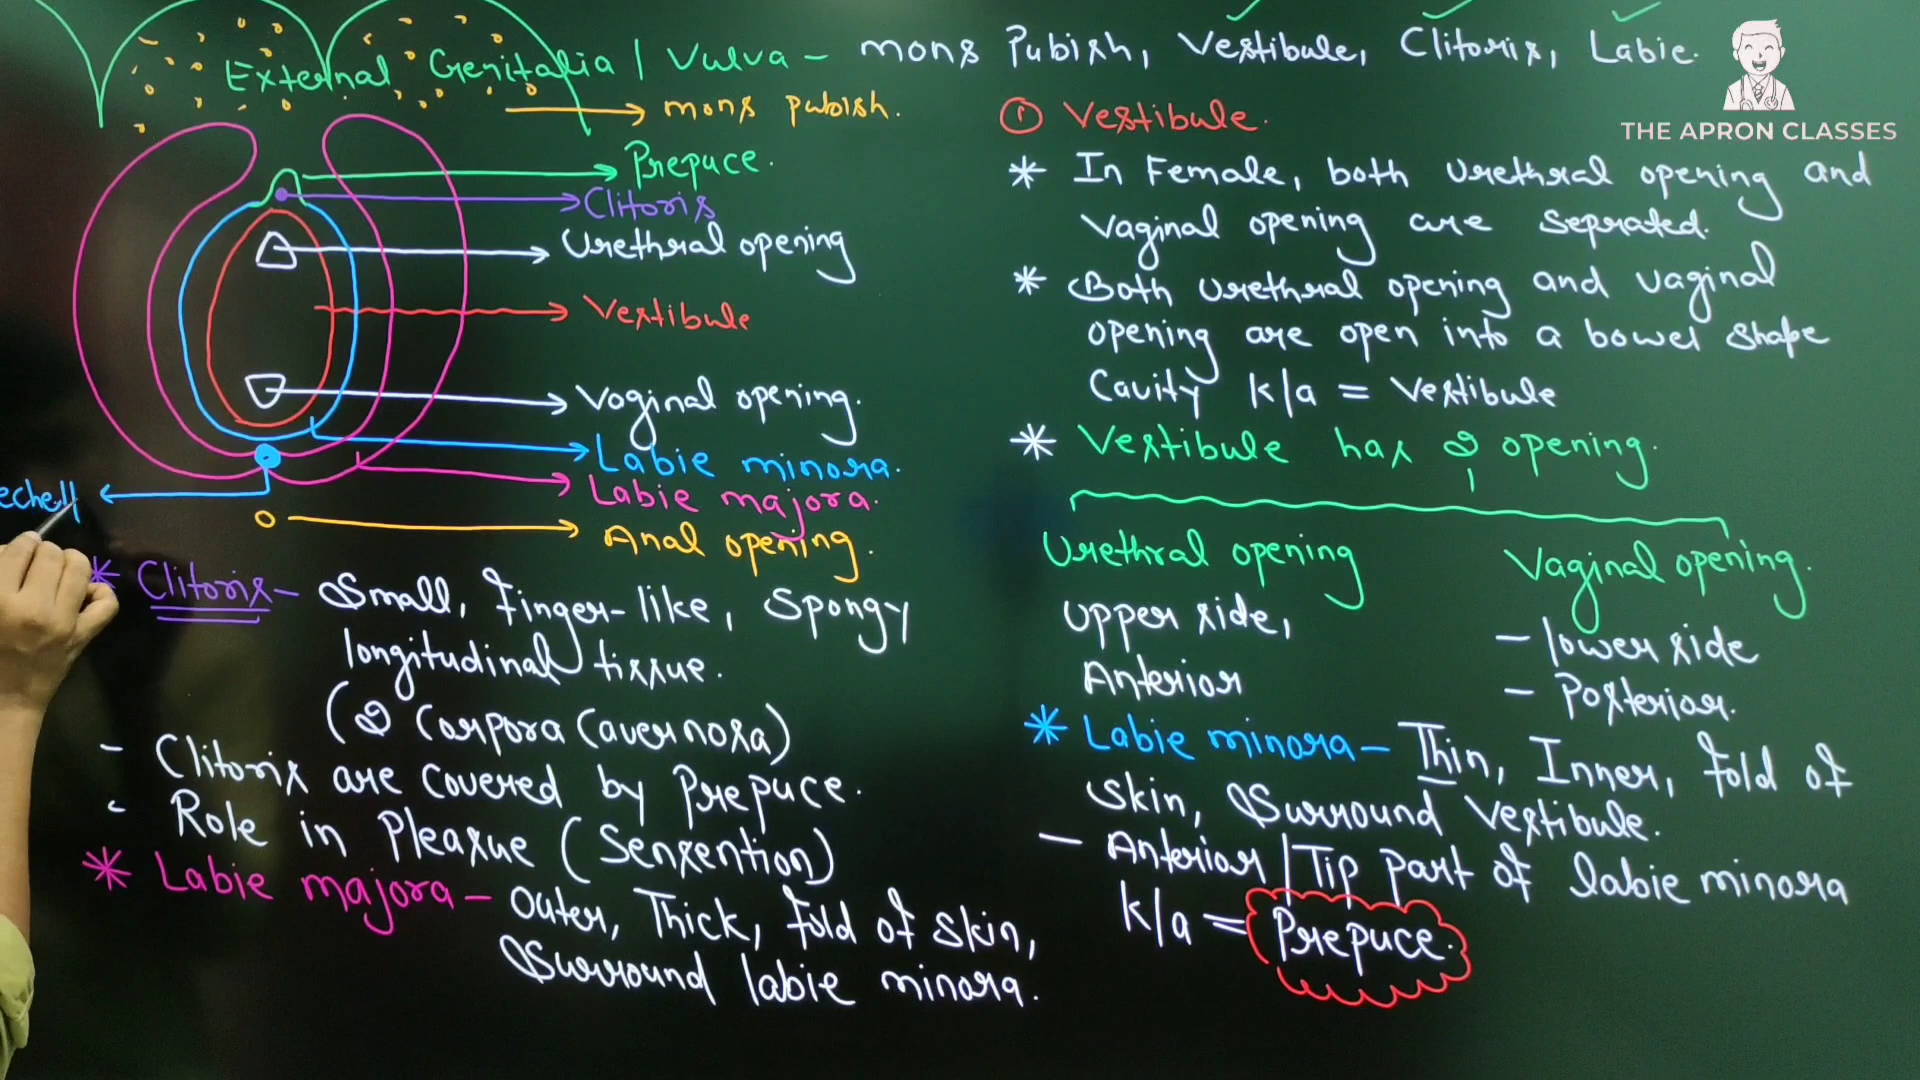 External Genitalia / Vulva - mons Pubish, Vestibule, Clitoris, Labie.
THE APRON CLASSES
mons pubish.
Prepuce.
Clitoris
Urethral opening
Vestibule
Vaginal opening.
Labie minora.
Labie majora.
echell
Anal opening.
* Clitoris - Small, finger-like, Spongy
longitudinal tissue.
(2 Corpora Cavernosa)
- Clitoris are covered by Prepuce.
- Role in Pleasue (Sensention)
* Labie majora - Outer, Thick, fold of skin,
Surround labie minora.
① Vestibule.
* In Female, both urethral opening and
Vaginal opening are seprated.
* Both urethral opening and vaginal
opening are open into a bowel shape
Cavity k/a = Vestibule
* Vestibule has 2 opening.
Urethral opening
Upper side,
Anterior
Vaginal opening.
- lower side
- Posterior.
* Labie minora - Thin, Inner, fold of
Skin, Surround Vestibule.
- Anterior / Tip part of labie minora
k/a = Prepuce.